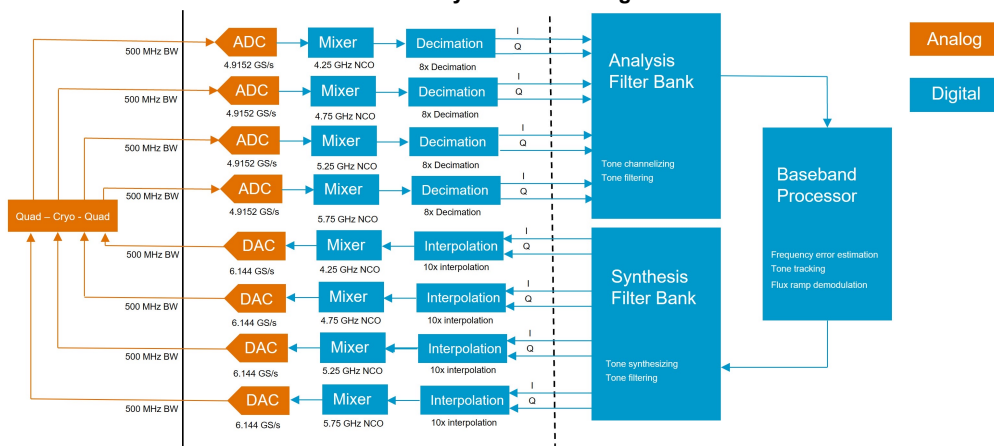 500 MHz BW
ADC
4.9152 GS/s
Mixer
4.25 GHz NCO
Decimation
8x Decimation
I
Q
500 MHz BW
ADC
4.9152 GS/s
Mixer
4.75 GHz NCO
Decimation
8x Decimation
I
Q
500 MHz BW
ADC
4.9152 GS/s
Mixer
5.25 GHz NCO
Decimation
8x Decimation
I
Q
500 MHz BW
ADC
4.9152 GS/s
Mixer
5.75 GHz NCO
Decimation
8x Decimation
I
Q
Analysis
Filter Bank
Tone channelizing
Tone filtering
Analog
Digital
Baseband
Processor
Frequency error estimation
Tone tracking
Flux ramp demodulation
Quad – Cryo - Quad
500 MHz BW
DAC
6.144 GS/s
Mixer
4.25 GHz NCO
Interpolation
10x interpolation
I
Q
500 MHz BW
DAC
6.144 GS/s
Mixer
4.75 GHz NCO
Interpolation
10x interpolation
I
Q
500 MHz BW
DAC
6.144 GS/s
Mixer
5.25 GHz NCO
Interpolation
10x interpolation
I
Q
500 MHz BW
DAC
6.144 GS/s
Mixer
5.75 GHz NCO
Interpolation
10x interpolation
I
Q
Synthesis
Filter Bank
Tone synthesizing
Tone filtering